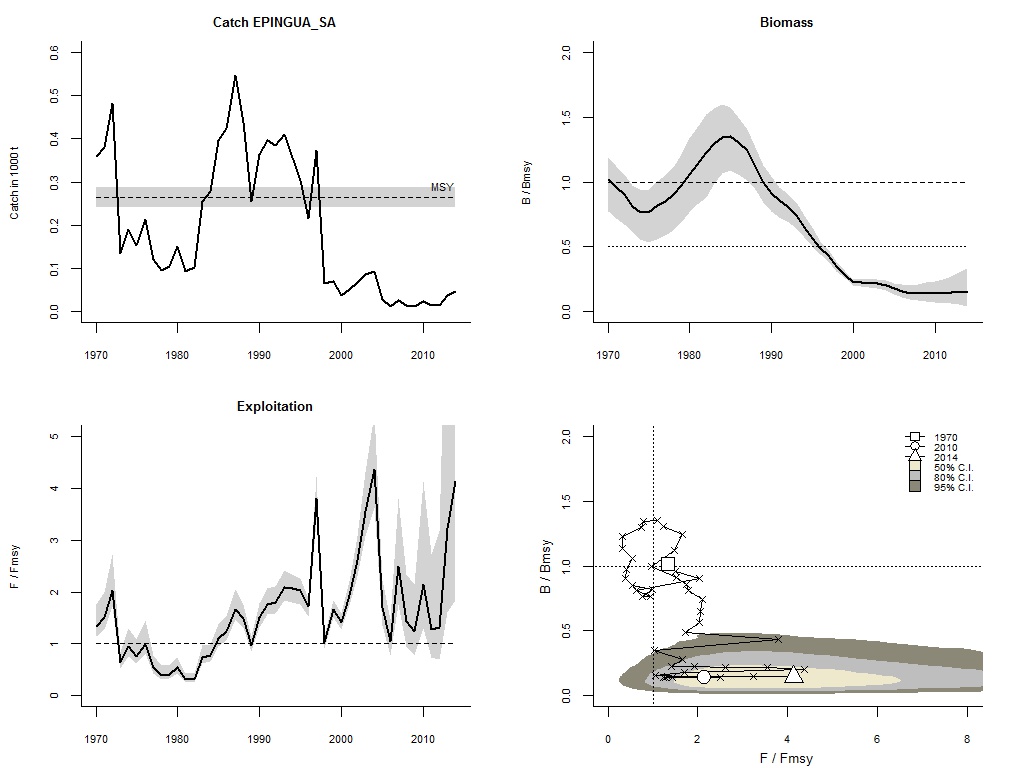 Catch EPINGUA_SA
Catch in 1000 t
0.6
0.5
0.4
0.3
0.2
0.1
0.0
MSY
1970 1980 1990 2000 2010
Biomass
B / Bmsy
2.0
1.5
1.0
0.5
0.0
1970 1980 1990 2000 2010
Exploitation
F / Fmsy
5
4
3
2
1
0
1970 1980 1990 2000 2010
B / Bmsy
2.0
1.5
1.0
0.5
0.0
1970
2010
2014
50% C.I.
80% C.I.
95% C.I.
0 2 4 6 8
F / Fmsy